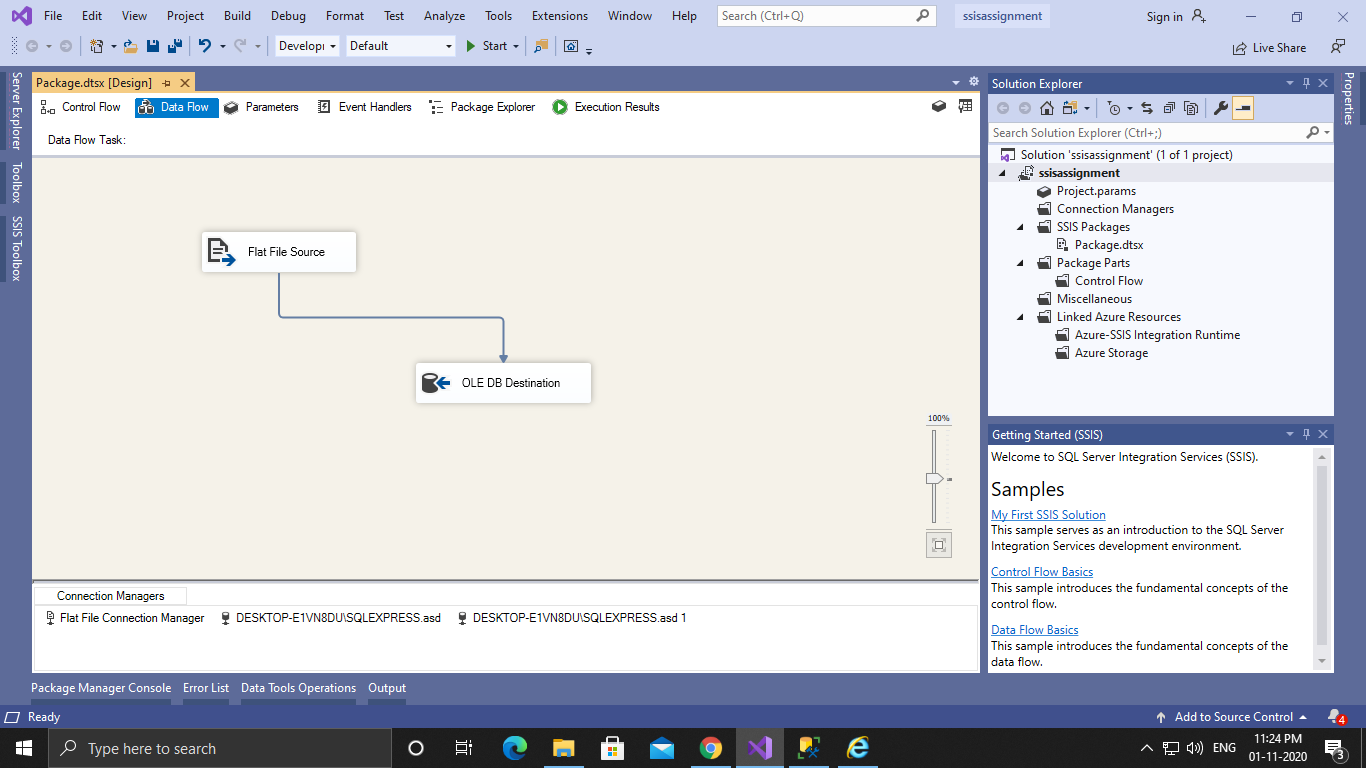 File Edit View Project Build Debug Format Test Analyze Tools Extensions Window Help Search (Ctrl+Q) ssisassignment Sign in
Default Start Live Share
Server Explorer
Toolbox
SSIS Toolbox
Package.dtsx [Design]
Control Flow Data Flow Parameters Event Handlers Package Explorer Execution Results
Data Flow Task:
Flat File Source
OLE DB Destination
100%
Connection Managers
Flat File Connection Manager DESKTOP-E1VN8DU\SQLEXPRESS.asd DESKTOP-E1VN8DU\SQLEXPRESS.asd 1
Solution Explorer
Search Solution Explorer (Ctrl+;)
Solution 'ssisassignment' (1 of 1 project)
ssisassignment
Project.params
Connection Managers
SSIS Packages
Package.dtsx
Package Parts
Control Flow
Miscellaneous
Linked Azure Resources
Azure-SSIS Integration Runtime
Azure Storage
Getting Started (SSIS)
Welcome to SQL Server Integration Services (SSIS).
Samples
My First SSIS Solution
This sample serves as an introduction to the SQL Server
Integration Services development environment.
Control Flow Basics
This sample introduces the fundamental concepts of the
control flow.
Data Flow Basics
This sample introduces the fundamental concepts of the
data flow.
Properties
Package Manager Console Error List Data Tools Operations Output
Ready Add to Source Control 4
Type here to search ENG 11:24 PM
01-11-2020 3